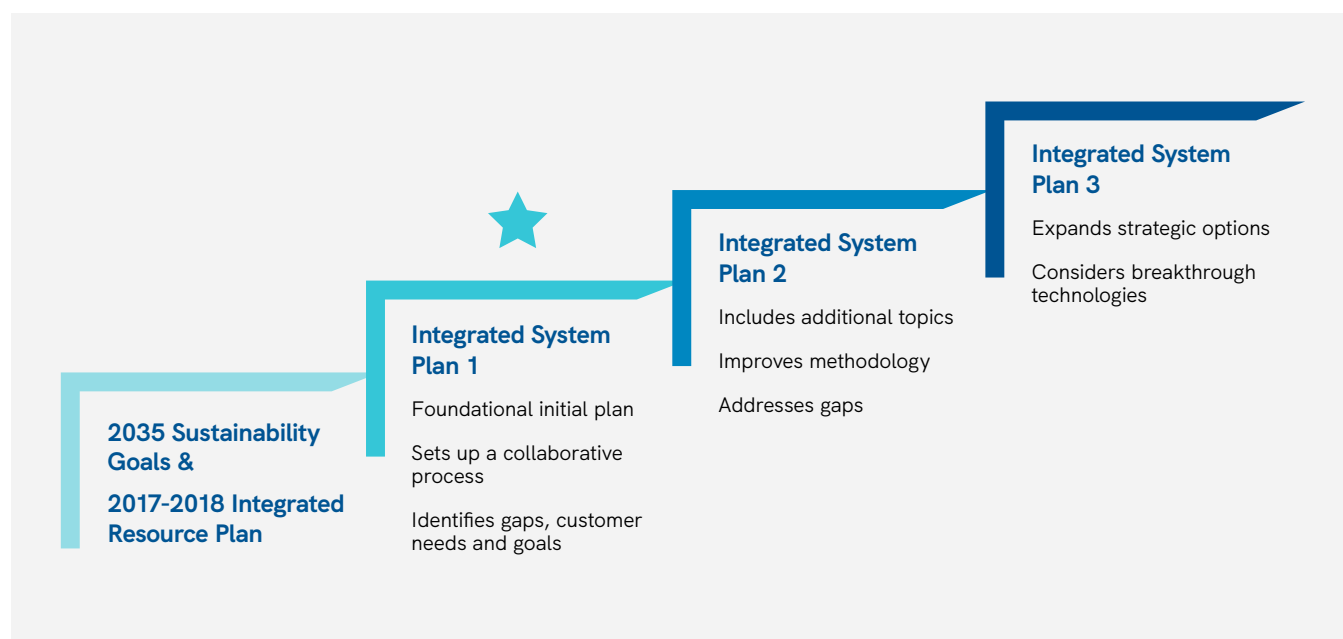 2035 Sustainability
Goals &
2017-2018 Integrated
Resource Plan
Integrated System
Plan 1
Foundational initial plan
Sets up a collaborative
process
Identifies gaps, customer
needs and goals
Integrated System
Plan 2
Includes additional topics
Improves methodology
Addresses gaps
Integrated System
Plan 3
Expands strategic options
Considers breakthrough
technologies